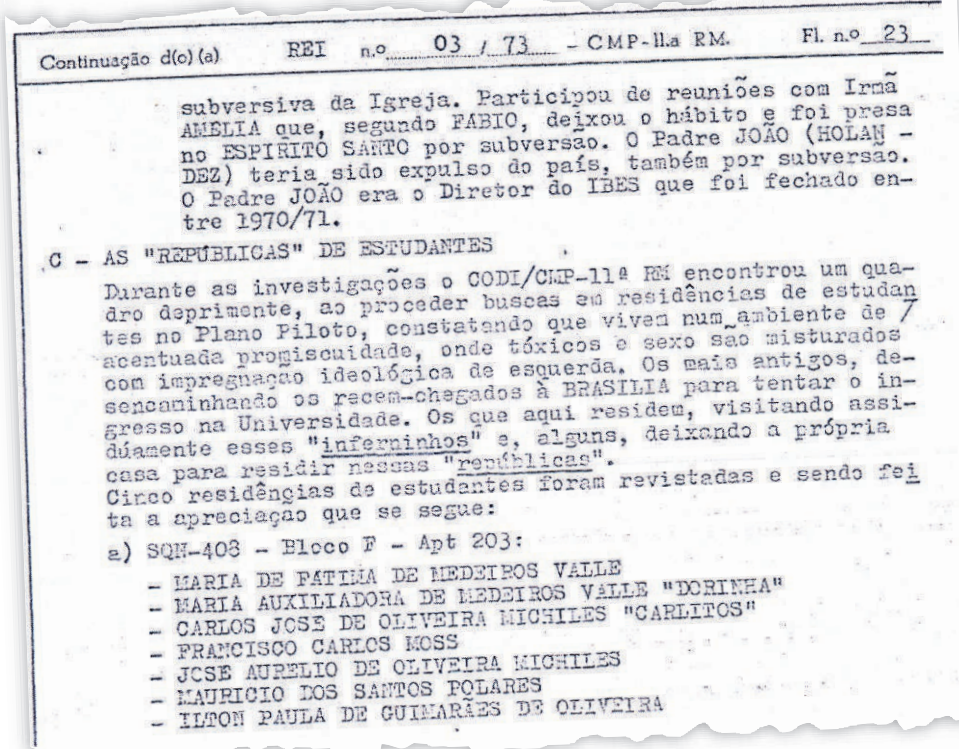 Continuação d(o)(a) REI n.º 03 / 73 - CMP-11.a RM. Fl. n.º 23
subversiva da Igreja. Participou de reuniões com Irmã
AMELIA que, segundo FABIO, deixou o hábito e foi presa
no ESPIRITO SANTO por subversão. O Padre JOÃO (HOLAN -
DEZ) teria sido expulso do país, também por subversão.
O Padre JOÃO era o Diretor do IBES que foi fechado en-
tre 1970/71.
C - AS "REPÚBLICAS" DE ESTUDANTES
Durante as investigações o CODI/CMP-11ª RM encontrou um qua-
dro deprimente, ao proceder buscas em residências de estudan
tes no Plano Piloto, constatando que vivem num ambiente de /
acentuada promiscuidade, onde tóxicos e sexo são misturados
com impregnação ideológica de esquerda. Os mais antigos, de-
sencaminhando os recem-chegados à BRASILIA para tentar o in-
gresso na Universidade. Os que aqui residem, visitando assi-
dúamente esses "inferninhos" e, alguns, deixando a própria
casa para residir nessas "repúblicas".
Cinco residências de estudantes foram revistadas e sendo fei
ta a apreciação que se segue:
a) SQN-403 - Bloco F - Apt 203:
- MARIA DE FATIMA DE MEDEIROS VALLE
- MARIA AUXILIADORA DE MEDEIROS VALLE "DORINHA"
- CARLOS JOSE DE OLIVEIRA MICHILES "CARLITOS"
- FRANCISCO CARLOS MOSS
- JOSE AURELIO DE OLIVEIRA MICHILES
- MAURICIO DOS SANTOS POLARES
- ILTON PAULA DE GUIMARÃES DE OLIVEIRA